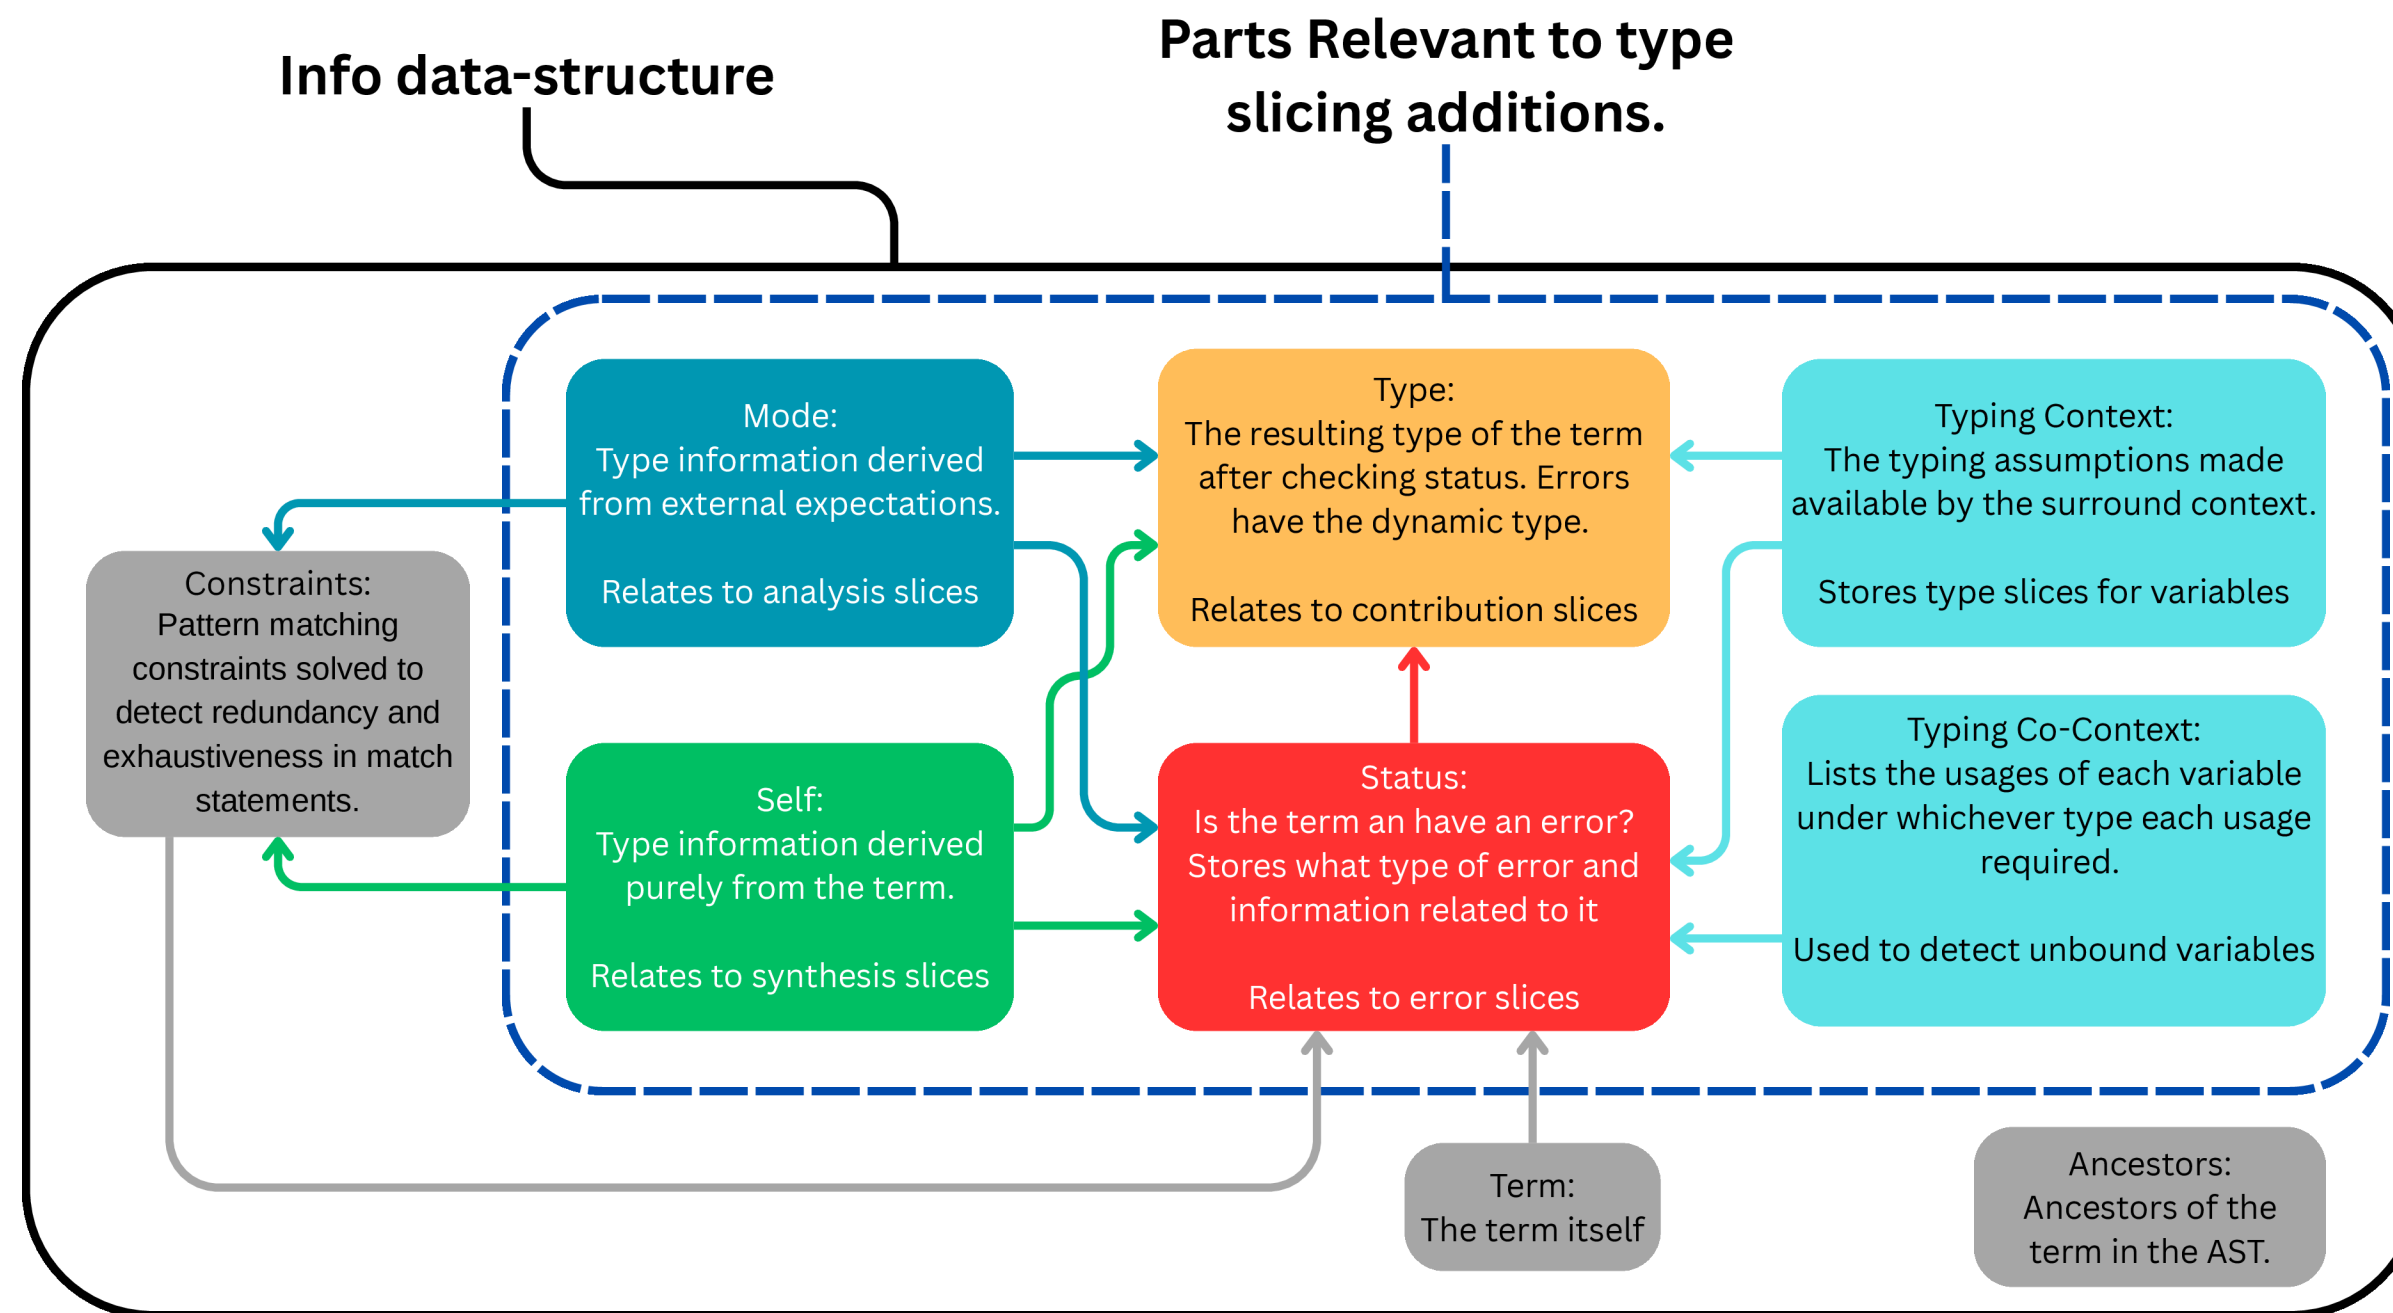 Info data-structure
Parts Relevant to type
slicing additions.
Mode:
Type information derived
from external expectations.
Relates to analysis slices
Type:
The resulting type of the term
after checking status. Errors
have the dynamic type.
Relates to contribution slices
Typing Context:
The typing assumptions made
available by the surround context.
Stores type slices for variables
Constraints:
Pattern matching
constraints solved to
detect redundancy and
exhaustiveness in match
statements.
Self:
Type information derived
purely from the term.
Relates to synthesis slices
Status:
Is the term an have an error?
Stores what type of error and
information related to it
Relates to error slices
Typing Co-Context:
Lists the usages of each variable
under whichever type each usage
required.
Used to detect unbound variables
Term:
The term itself
Ancestors:
Ancestors of the
term in the AST.